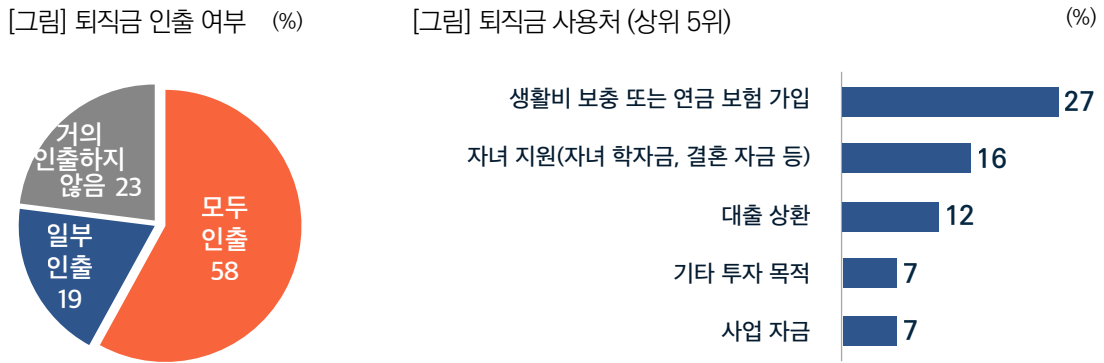 [그림] 퇴직금 인출 여부 (%)
거의
인출하지
않음 23
일부
인출
19
모두
인출
58
[그림] 퇴직금 사용처 (상위 5위) (%)
생활비 보충 또는 연금 보험 가입 27
자녀 지원(자녀 학자금, 결혼 자금 등) 16
대출 상환 12
기타 투자 목적 7
사업 자금 7